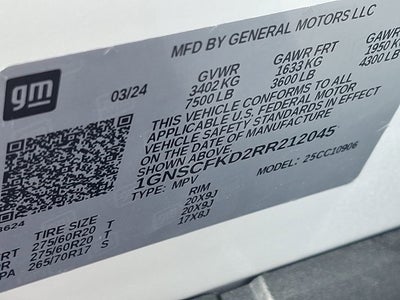 gm
MFD BY GENERAL MOTORS LLC
03/24
GVWR GAWR FRT GAWR
3402 KG 1633 KG 1950 KG
7500 LB 3600 LB 4300 LB
THIS VEHICLE CONFORMS TO ALL
APPLICABLE U.S. FEDERAL MOTOR
VEHICLE SAFETY STANDARDS IN EFFECT
ON THE DATE OF MANUFACTURE
SHOWN ABOVE.
1GNSCFKD2RR212045
TYPE: MPV MODEL: 25CC10906
TIRE SIZE RIM
275/60R20 T 20X9J
275/60R20 T 20X9J
265/70R17 S 17X8J